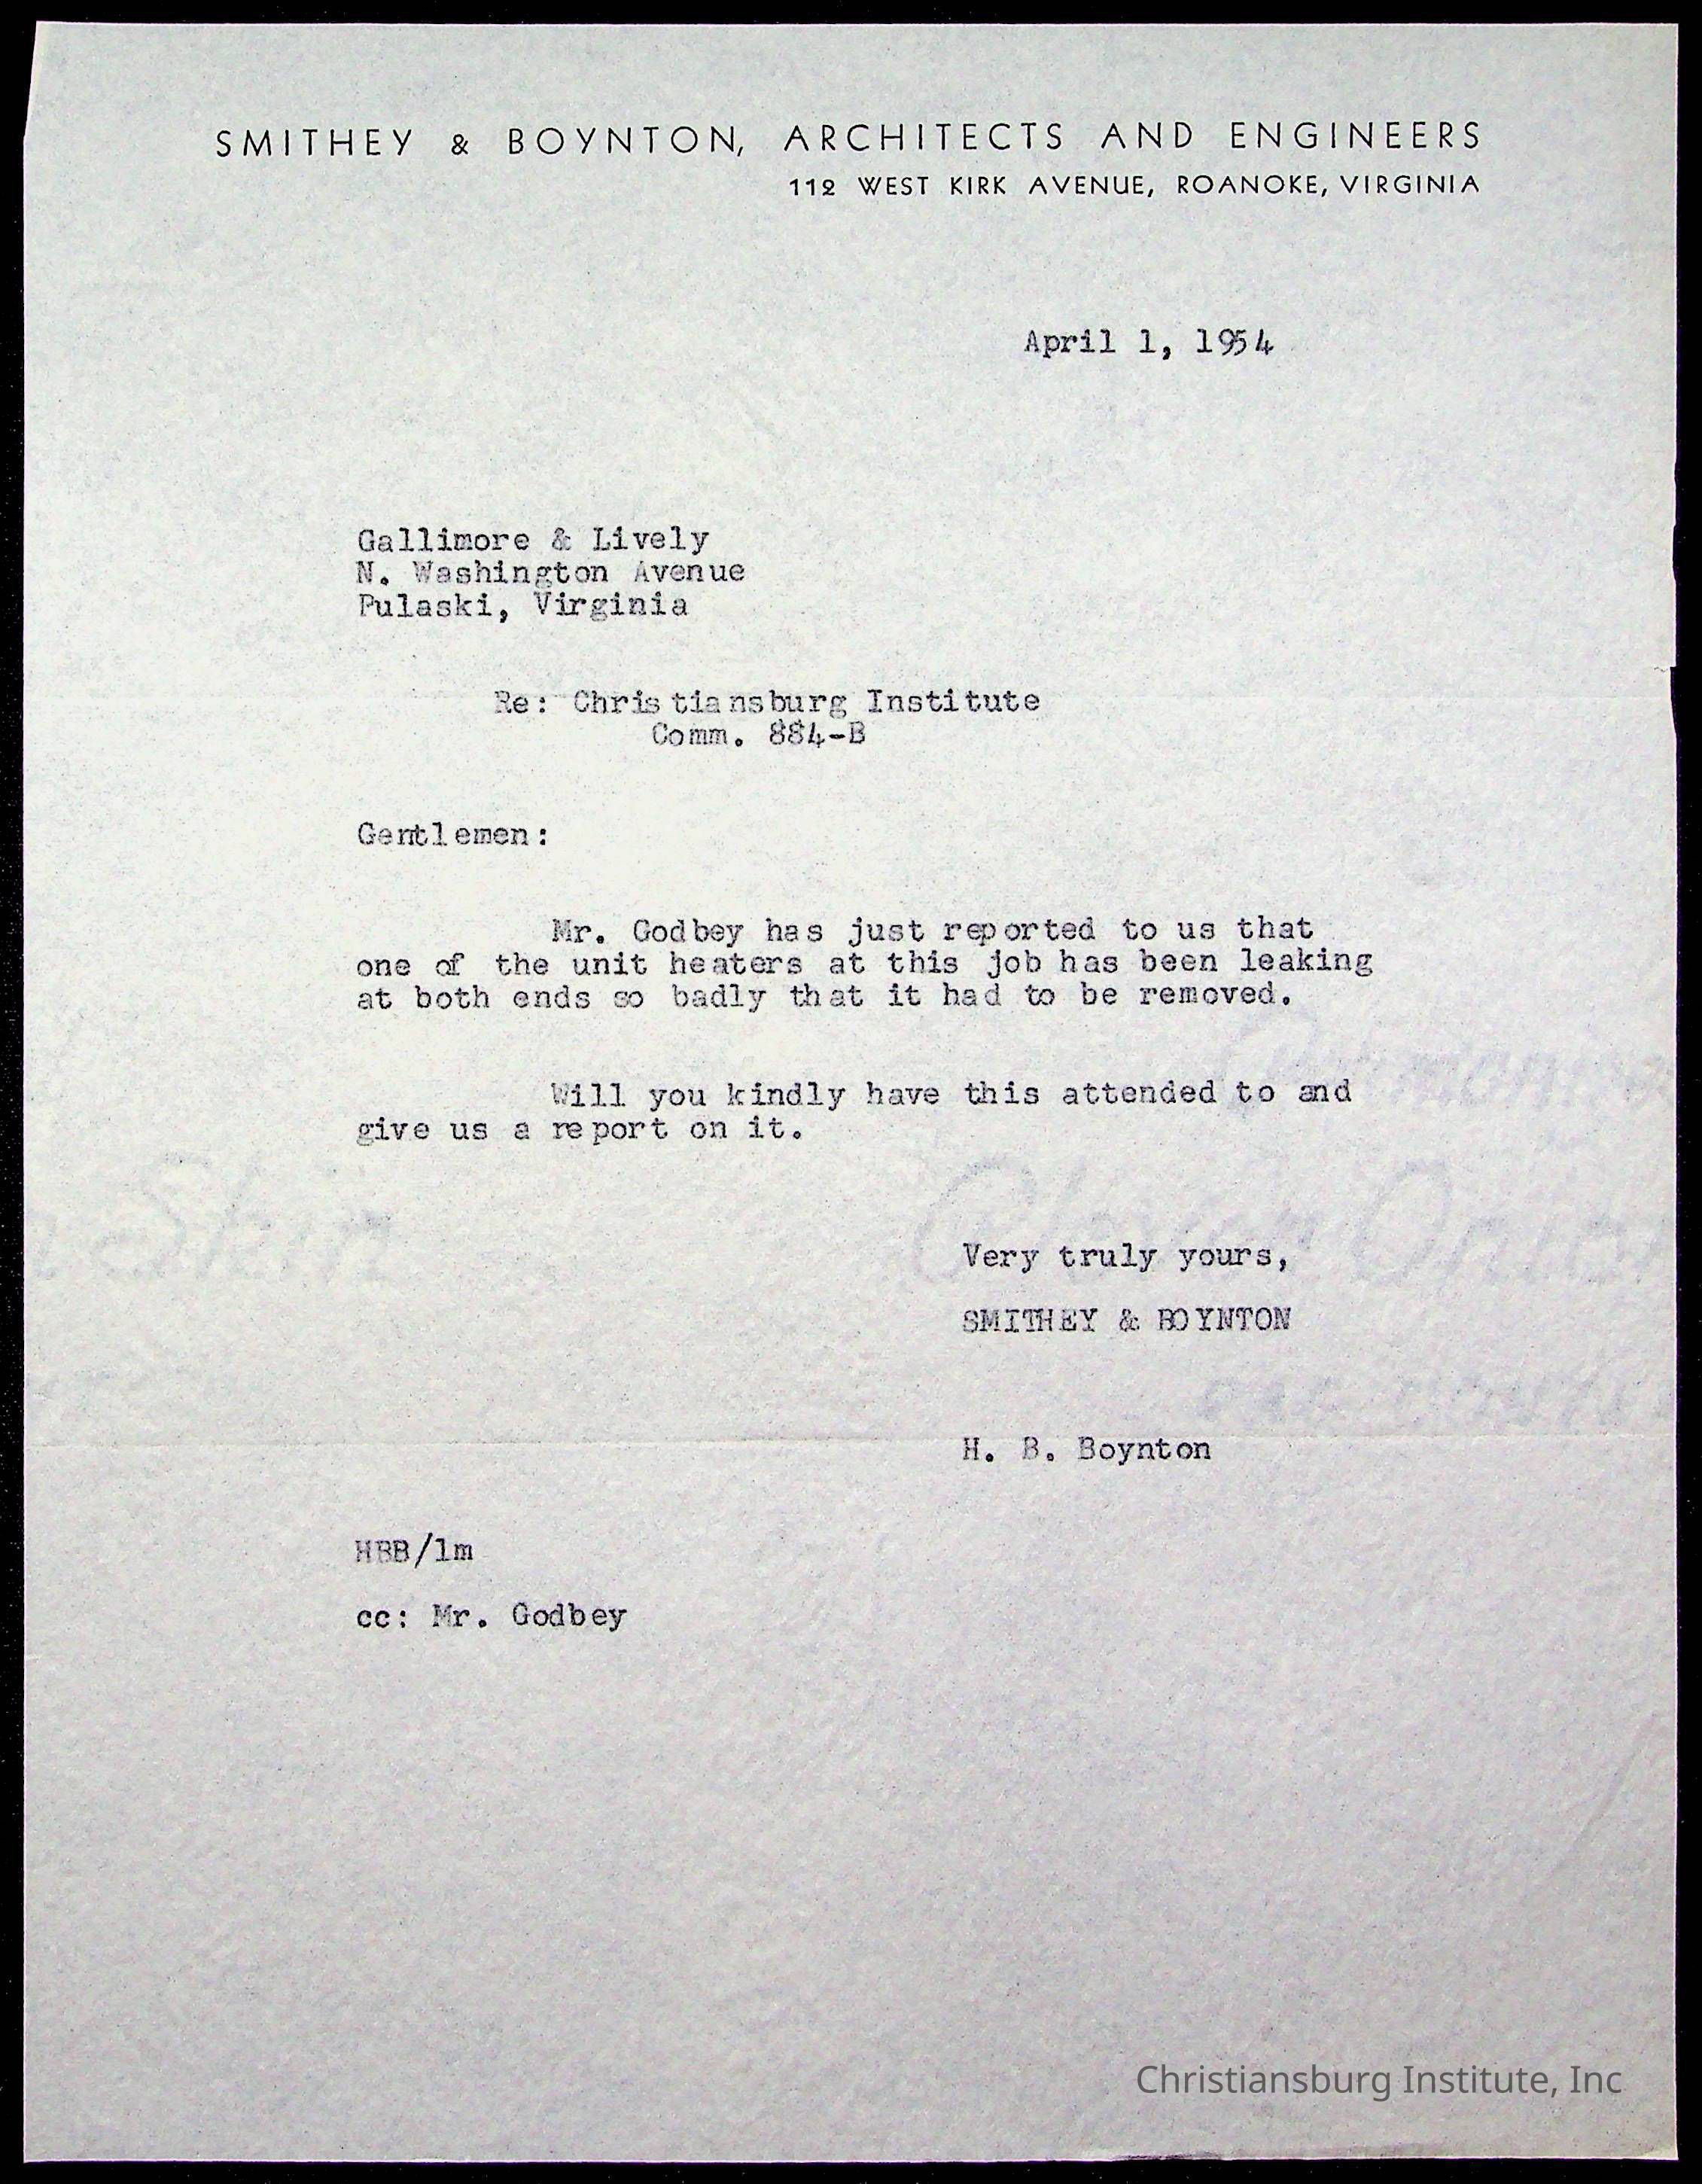 SMITHEY & BOYNTON, ARCHITECTS AND ENGINEERS
112 WEST KIRK AVENUE, ROANOKE, VIRGINIA
April 1, 1954
Gallimore & Lively
N. Washington Avenue
Pulaski, Virginia
Re: Christiansburg Institute
Comm. 884-B
Gentlemen:
Mr. Godbey has just reported to us that
one of the unit heaters at this job has been leaking
at both ends so badly that it had to be removed.
Will you kindly have this attended to and
give us a report on it.
Very truly yours,
SMITHEY & BOYNTON
H. B. Boynton
HBB/lm
cc: Mr. Godbey
Christiansburg Institute, Inc